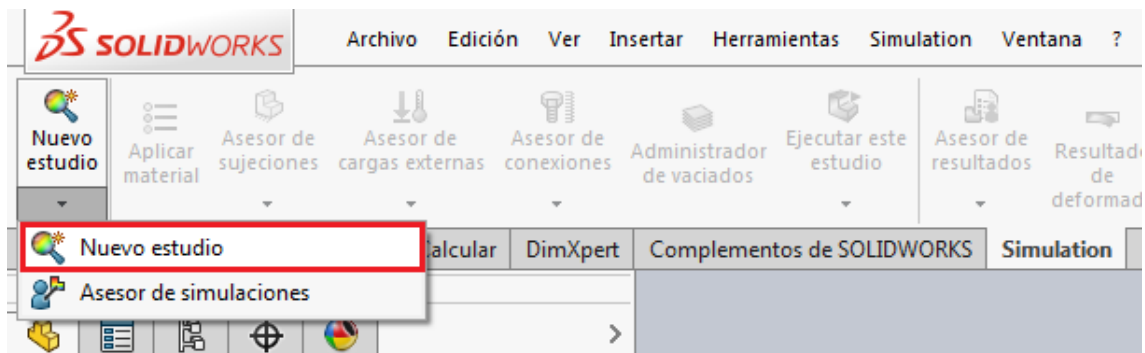 SOLIDWORKS
Archivo Edición Ver Insertar Herramientas Simulation Ventana ?
Nuevo estudio
Aplicar material
Asesor de sujeciones
Asesor de cargas externas
Asesor de conexiones
Administrador de vaciados
Ejecutar este estudio
Asesor de resultados
de
Nuevo estudio
Asesor de simulaciones
Calcular DimXpert Complementos de SOLIDWORKS Simulation